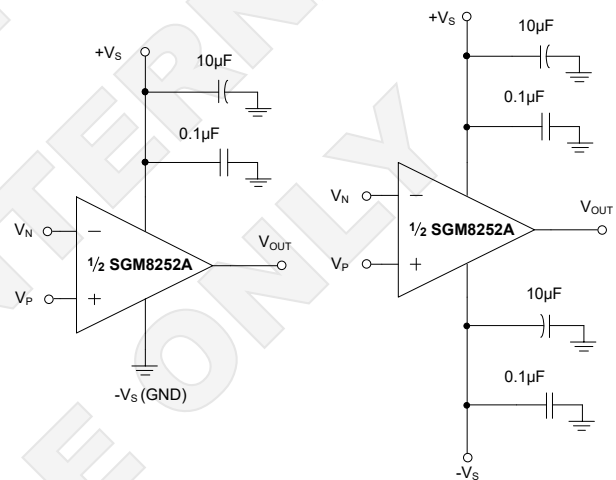 +VS
10µF
0.1µF
VN
VP
−
+
½ SGM8252A
VOUT
-VS (GND)
+VS
10µF
0.1µF
VN
VP
−
+
½ SGM8252A
VOUT
10µF
0.1µF
-VS
E ONLY